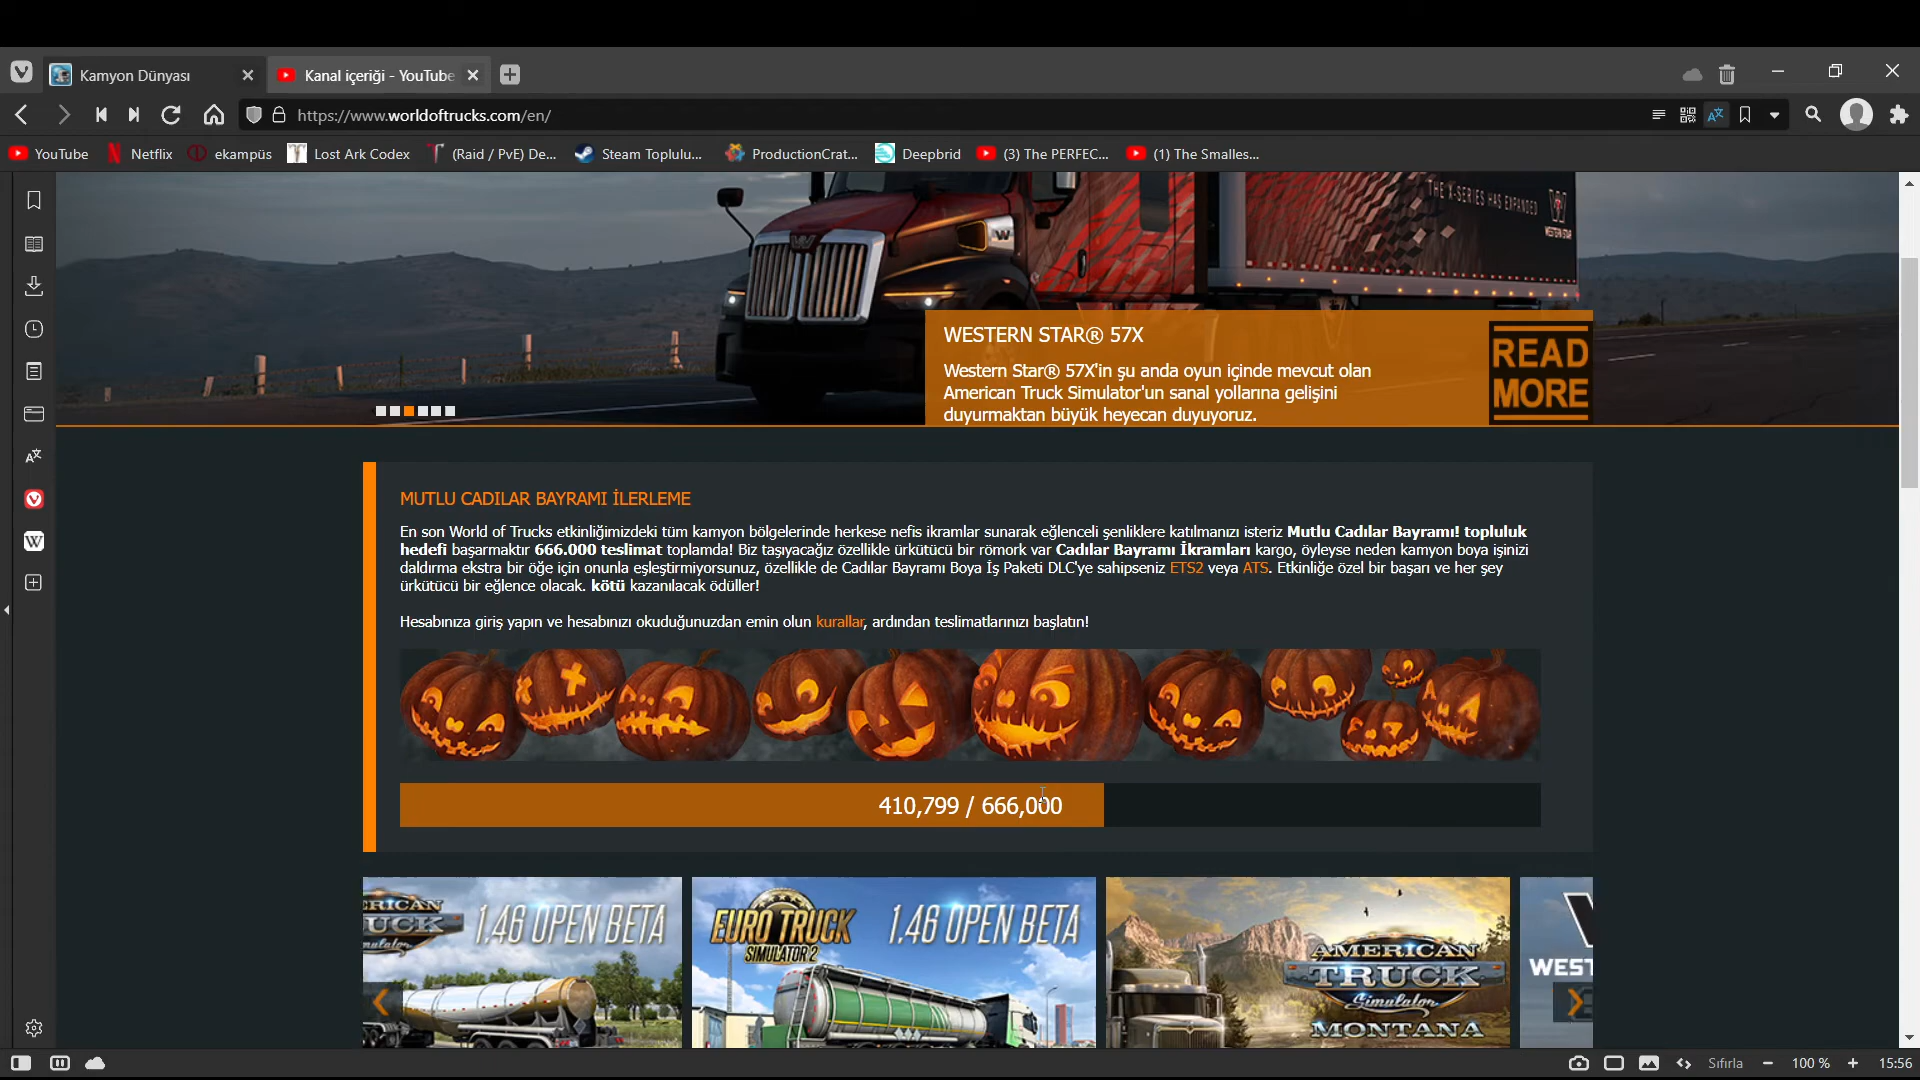 Kamyon Dünyası
Kanal içeriği - YouTube
https://www.worldoftrucks.com/en/
YouTube
Netflix
ekampüs
Lost Ark Codex
(Raid / PvE) De...
Steam Toplulu...
ProductionCrat...
Deepbrid
(3) The PERFEC...
(1) The Smalles...
THE X-SERIES HAS EXPANDED
WESTERN STAR
WESTERN STAR® 57X
Western Star® 57X'in şu anda oyun içinde mevcut olan
American Truck Simulator'un sanal yollarına gelişini
duyurmaktan büyük heyecan duyuyoruz.
READ
MORE
MUTLU CADILAR BAYRAMI İLERLEME
En son World of Trucks etkinliğimizdeki tüm kamyon bölgelerinde herkese nefis ikramlar sunarak eğlenceli şenliklere katılmanızı isteriz Mutlu Cadılar Bayramı! topluluk
hedefi başarmaktır 666.000 teslimat toplamda! Biz taşıyacağız özellikle ürkütücü bir römork var Cadılar Bayramı İkramları kargo, öyleyse neden kamyon boya işinizi
daldırma ekstra bir öğe için onunla eşleştirmiyorsunuz, özellikle de Cadılar Bayramı Boya İş Paketi DLC'ye sahipseniz ETS2 veya ATS. Etkinliğe özel bir başarı ve her şey
ürkütücü bir eğlence olacak. kötü kazanılacak ödüller!
Hesabınıza giriş yapın ve hesabınızı okuduğunuzdan emin olun kurallar, ardından teslimatlarınızı başlatın!
410,799 / 666,000
ERICAN
UCK
mulator
1.46 OPEN BETA
EURO TRUCK
SIMULATOR 2
1.46 OPEN BETA
AMERICAN
TRUCK
Simulator
MONTANA
WEST
Sıfırla
100 %
15:56